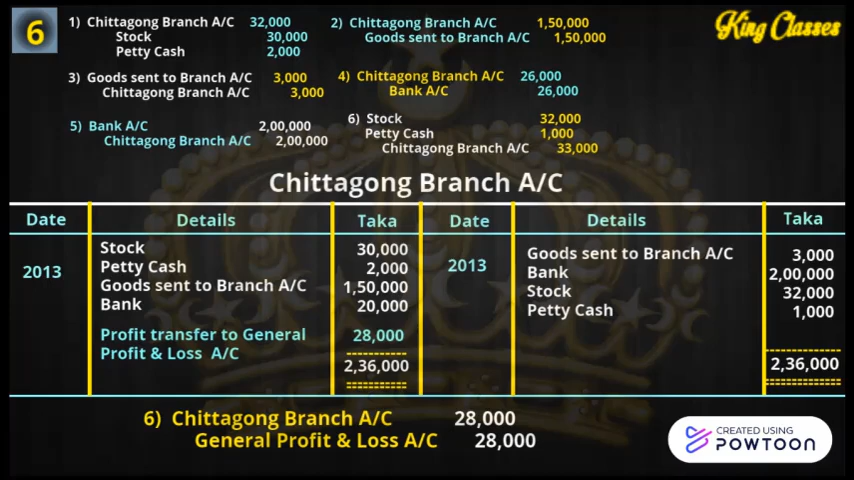 6
King Classes
1) Chittagong Branch A/C 32,000
Stock 30,000
Petty Cash 2,000
2) Chittagong Branch A/C 1,50,000
Goods sent to Branch A/C 1,50,000
3) Goods sent to Branch A/C 3,000
Chittagong Branch A/C 3,000
4) Chittagong Branch A/C 26,000
Bank A/C 26,000
5) Bank A/C 2,00,000
Chittagong Branch A/C 2,00,000
6) Stock 32,000
Petty Cash 1,000
Chittagong Branch A/C 33,000
Chittagong Branch A/C
Date Details Taka Date Details Taka
2013
Stock 30,000
Petty Cash 2,000
Goods sent to Branch A/C 1,50,000
Bank 20,000
Profit transfer to General 28,000
Profit & Loss A/C
-----------
2,36,000
==========
2013
Goods sent to Branch A/C 3,000
Bank 2,00,000
Stock 32,000
Petty Cash 1,000
-------------
2,36,000
=============
6) Chittagong Branch A/C 28,000
General Profit & Loss A/C 28,000
CREATED USING
POWTOON